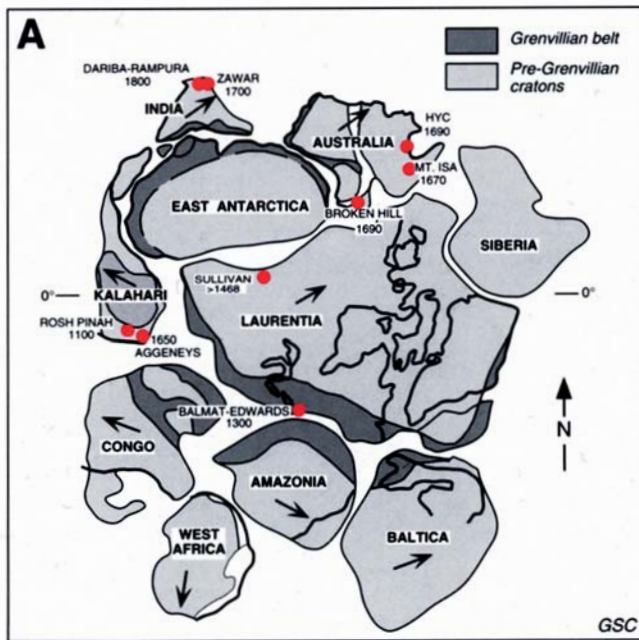 A
Grenvillian belt
Pre-Grenvillian
cratons
DARIBA-RAMPURA
1800
ZAWAR
1700
INDIA
AUSTRALIA
HYC
1690
MT. ISA
1670
EAST ANTARCTICA
BROKEN HILL
1690
SIBERIA
SULLIVAN
>1468
0°
KALAHARI
LAURENTIA
0°
ROSH PINAH
1100
1650
AGGENEYS
BALMAT-EDWARDS
1300
CONGO
N
AMAZONIA
WEST
AFRICA
BALTICA
GSC